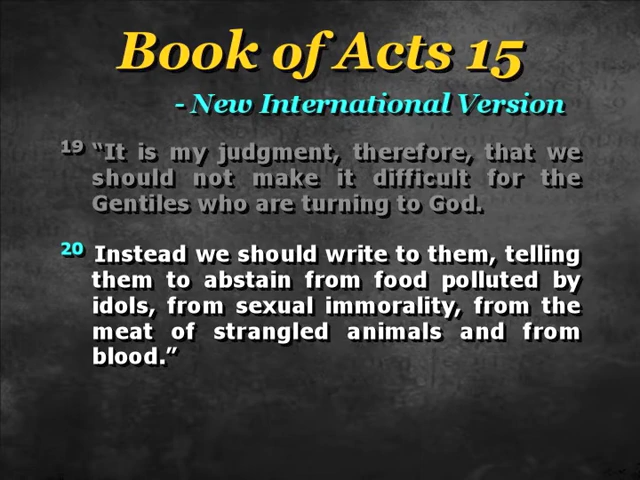 Book of Acts 15
- New International Version
19 “It is my judgment, therefore, that we
should not make it difficult for the
Gentiles who are turning to God.
20 Instead we should write to them, telling
them to abstain from food polluted by
idols, from sexual immorality, from the
meat of strangled animals and from
blood.”